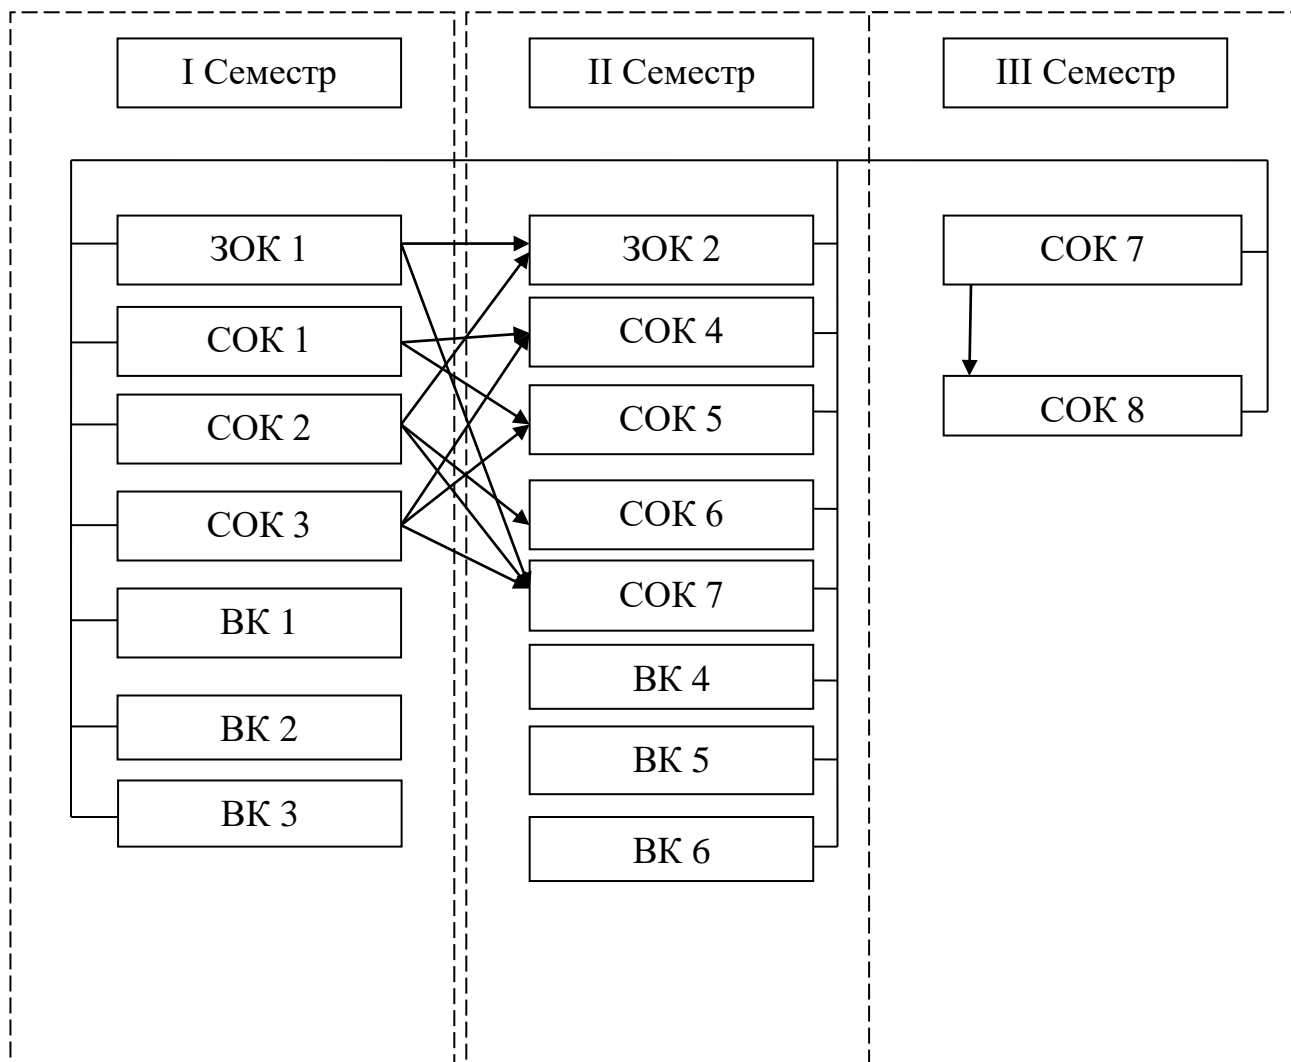 I Семестр
II Семестр
III Семестр
ЗОК 1
СОК 1
СОК 2
СОК 3
ВК 1
ВК 2
ВК 3
ЗОК 2
СОК 4
СОК 5
СОК 6
СОК 7
ВК 4
ВК 5
ВК 6
СОК 7
СОК 8